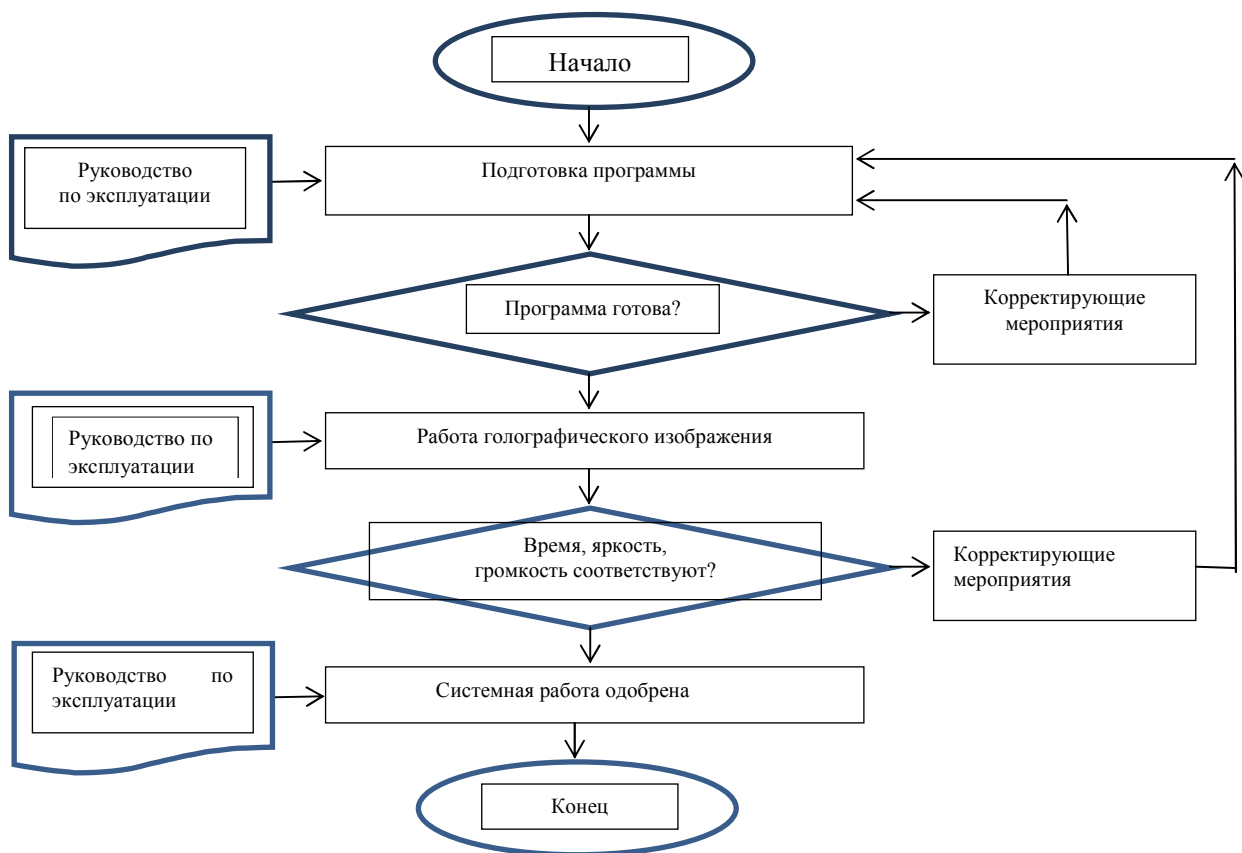 Начало
Руководство
по эксплуатации
Подготовка программы
Программа готова?
Корректирующие
мероприятия
Руководство по
эксплуатации
Работа голографического изображения
Время, яркость,
громкость соответствуют?
Корректирующие
мероприятия
Руководство по
эксплуатации
Системная работа одобрена
Конец